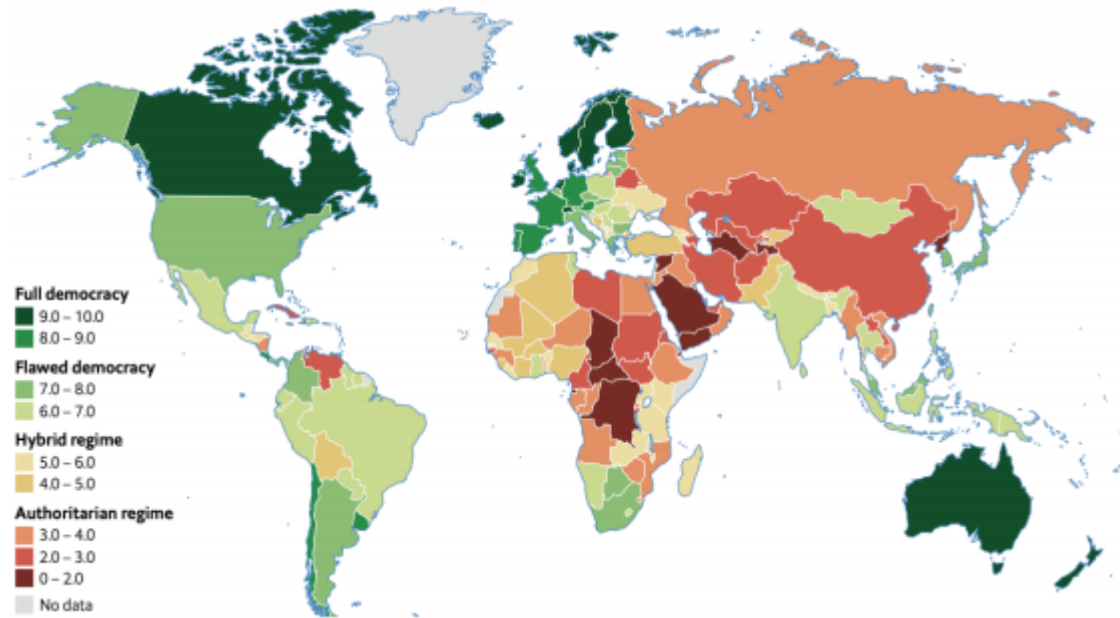 Full democracy
9.0 – 10.0
8.0 – 9.0
Flawed democracy
7.0 – 8.0
6.0 – 7.0
Hybrid regime
5.0 – 6.0
4.0 – 5.0
Authoritarian regime
3.0 – 4.0
2.0 – 3.0
0 – 2.0
No data